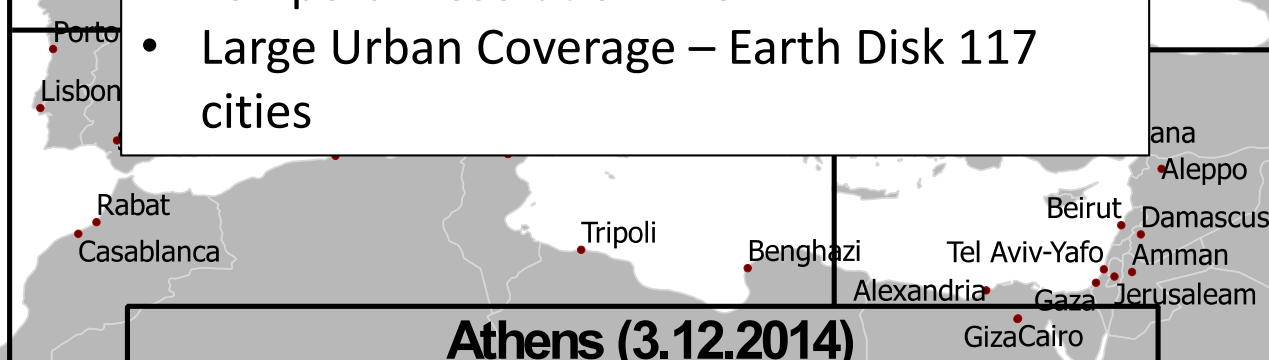 Porto
• Large Urban Coverage – Earth Disk 117
cities
Lisbon
ana
Aleppo
Rabat
Beirut
Damascus
Casablanca
Tripoli
Benghazi
Tel Aviv-Yafo
Amman
Alexandria
Gaza
Jerusaleam
GizaCairo
Athens (3.12.2014)